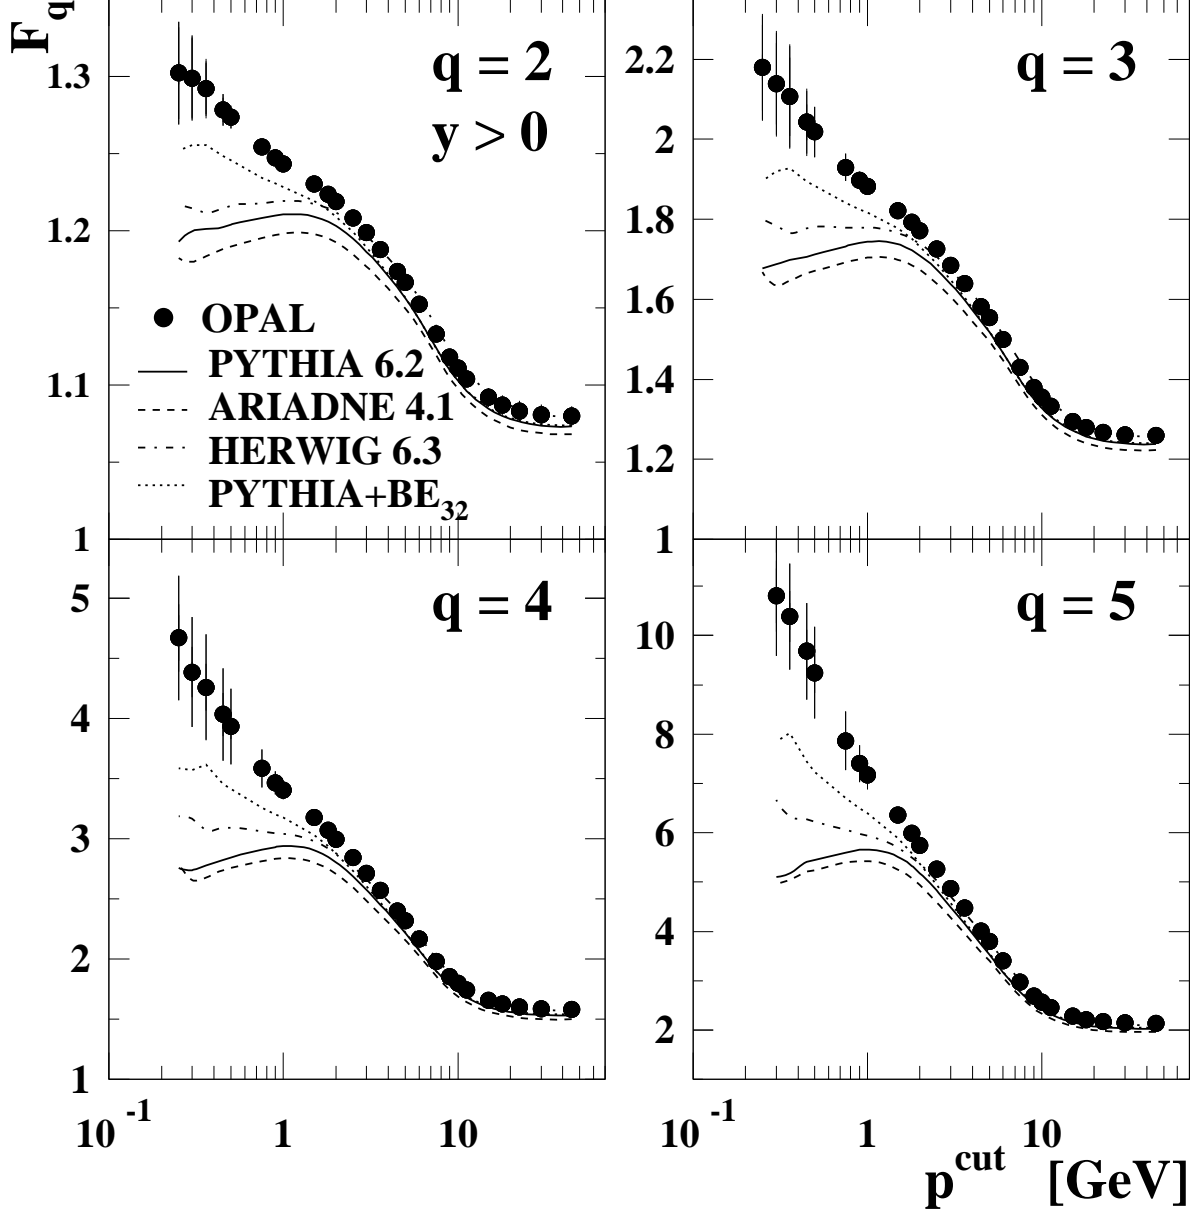 F_q
q = 2
y > 0
1.3
1.2
1.1
1
OPAL
PYTHIA 6.2
ARIADNE 4.1
HERWIG 6.3
PYTHIA+BE_32
q = 3
2.2
2
1.8
1.6
1.4
1.2
1
q = 4
5
4
3
2
1
q = 5
10
8
6
4
2
10^-1 1 10
10^-1 1 10
p^cut [GeV]